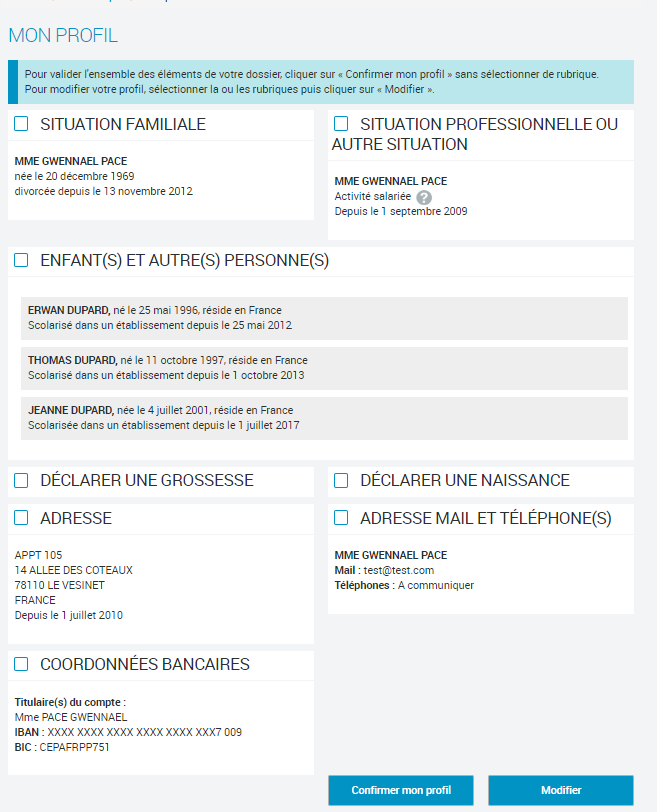 MON PROFIL
Pour valider l'ensemble des éléments de votre dossier, cliquer sur « Confirmer mon profil » sans sélectionner de rubrique.
Pour modifier votre profil, sélectionner la ou les rubriques puis cliquer sur « Modifier ».
SITUATION FAMILIALE
MME GWENNAEL PACE
née le 20 décembre 1969
divorcée depuis le 13 novembre 2012
SITUATION PROFESSIONNELLE OU
AUTRE SITUATION
MME GWENNAEL PACE
Activité salariée ?
Depuis le 1 septembre 2009
ENFANT(S) ET AUTRE(S) PERSONNE(S)
ERWAN DUPARD, né le 25 mai 1996, réside en France
Scolarisé dans un établissement depuis le 25 mai 2012
THOMAS DUPARD, né le 11 octobre 1997, réside en France
Scolarisé dans un établissement depuis le 1 octobre 2013
JEANNE DUPARD, née le 4 juillet 2001, réside en France
Scolarisée dans un établissement depuis le 1 juillet 2017
DÉCLARER UNE GROSSESSE
DÉCLARER UNE NAISSANCE
ADRESSE
APPT 105
14 ALLEE DES COTEAUX
78110 LE VESINET
FRANCE
Depuis le 1 juillet 2010
ADRESSE MAIL ET TÉLÉPHONE(S)
MME GWENNAEL PACE
Mail : test@test.com
Téléphones : A communiquer
COORDONNÉES BANCAIRES
Titulaire(s) du compte :
Mme PACE GWENNAEL
IBAN : XXXX XXXX XXXX XXXX XXXX XXX7 009
BIC : CEPAFRPP751
Confirmer mon profil
Modifier